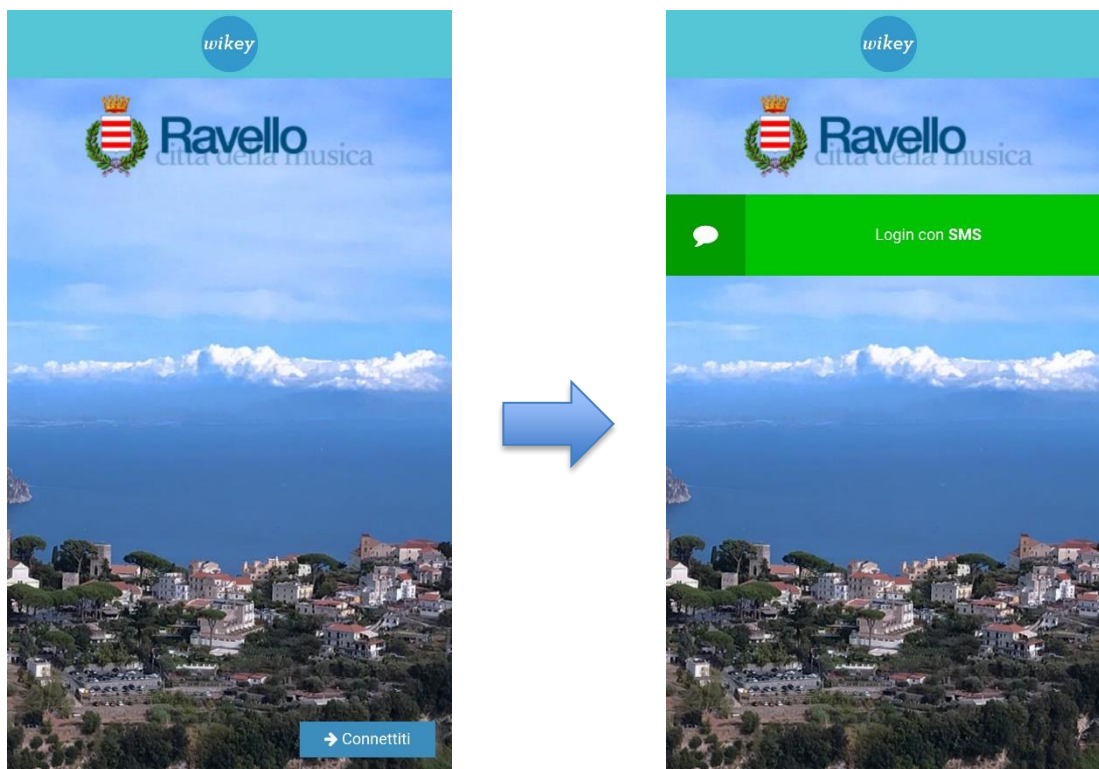 wikey
Ravello
città della musica
Connettiti
wikey
Ravello
città della musica
Login con SMS